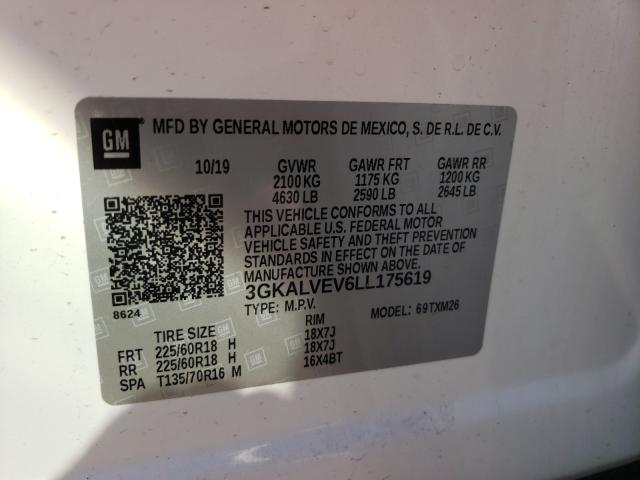 GM MFD BY GENERAL MOTORS DE MEXICO, S. DE R.L. DE C.V.
10/19 GVWR GAWR FRT GAWR RR
2100 KG 1175 KG 1200 KG
4630 LB 2590 LB 2645 LB
THIS VEHICLE CONFORMS TO ALL
APPLICABLE U.S. FEDERAL MOTOR
VEHICLE SAFETY AND THEFT PREVENTION
STANDARDS IN EFFECT ON THE DATE OF
MANUFACTURE SHOWN ABOVE.
3GKALVEV6LL175619
8624 TYPE: M.P.V. MODEL: 69TXM26
TIRE SIZE RIM
FRT 225/60R18 H 18X7J
RR 225/60R18 H 18X7J
SPA T135/70R16 M 16X4BT